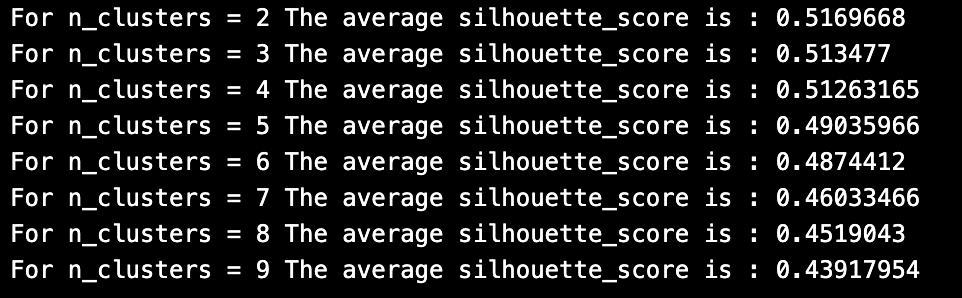 For n_clusters = 2 The average silhouette_score is : 0.5169668
For n_clusters = 3 The average silhouette_score is : 0.513477
For n_clusters = 4 The average silhouette_score is : 0.51263165
For n_clusters = 5 The average silhouette_score is : 0.49035966
For n_clusters = 6 The average silhouette_score is : 0.4874412
For n_clusters = 7 The average silhouette_score is : 0.46033466
For n_clusters = 8 The average silhouette_score is : 0.4519043
For n_clusters = 9 The average silhouette_score is : 0.43917954